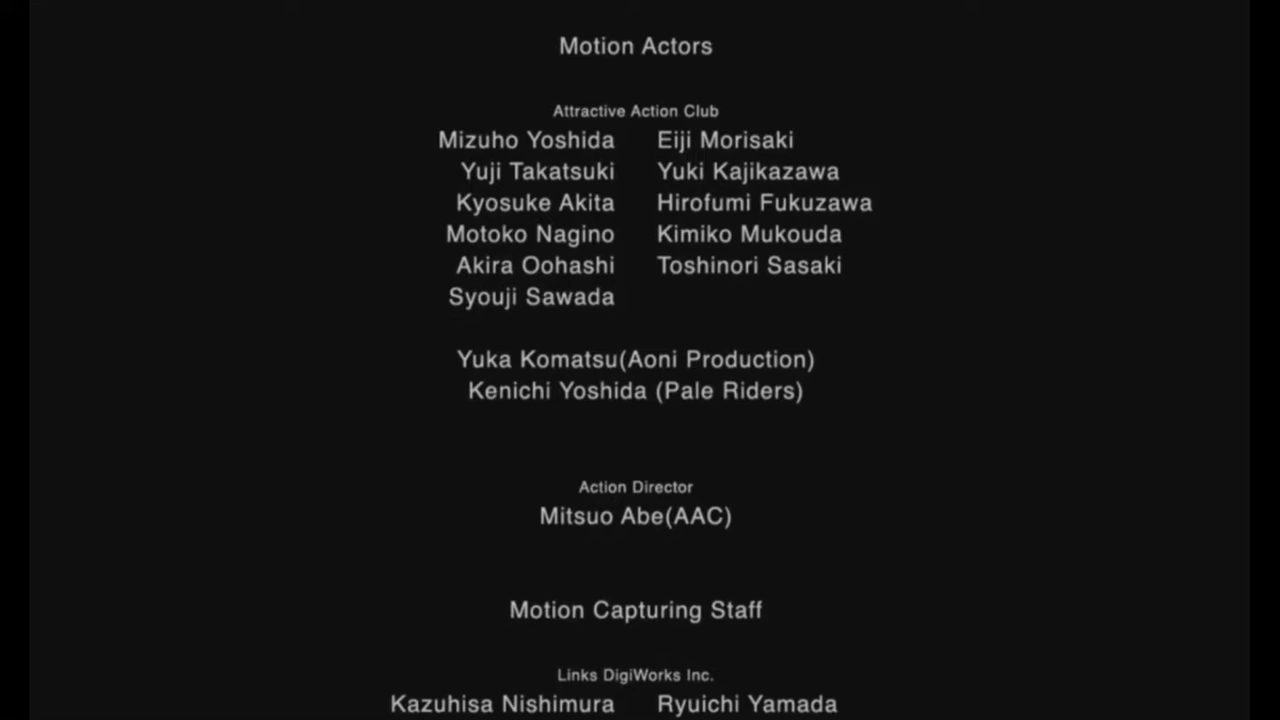 Motion Actors
Attractive Action Club
Mizuho Yoshida Eiji Morisaki
Yuji Takatsuki Yuki Kajikazawa
Kyosuke Akita Hirofumi Fukuzawa
Motoko Nagino Kimiko Mukouda
Akira Oohashi Toshinori Sasaki
Syouji Sawada
Yuka Komatsu(Aoni Production)
Kenichi Yoshida (Pale Riders)
Action Director
Mitsuo Abe(AAC)
Motion Capturing Staff
Links DigiWorks Inc.
Kazuhisa Nishimura Ryuichi Yamada